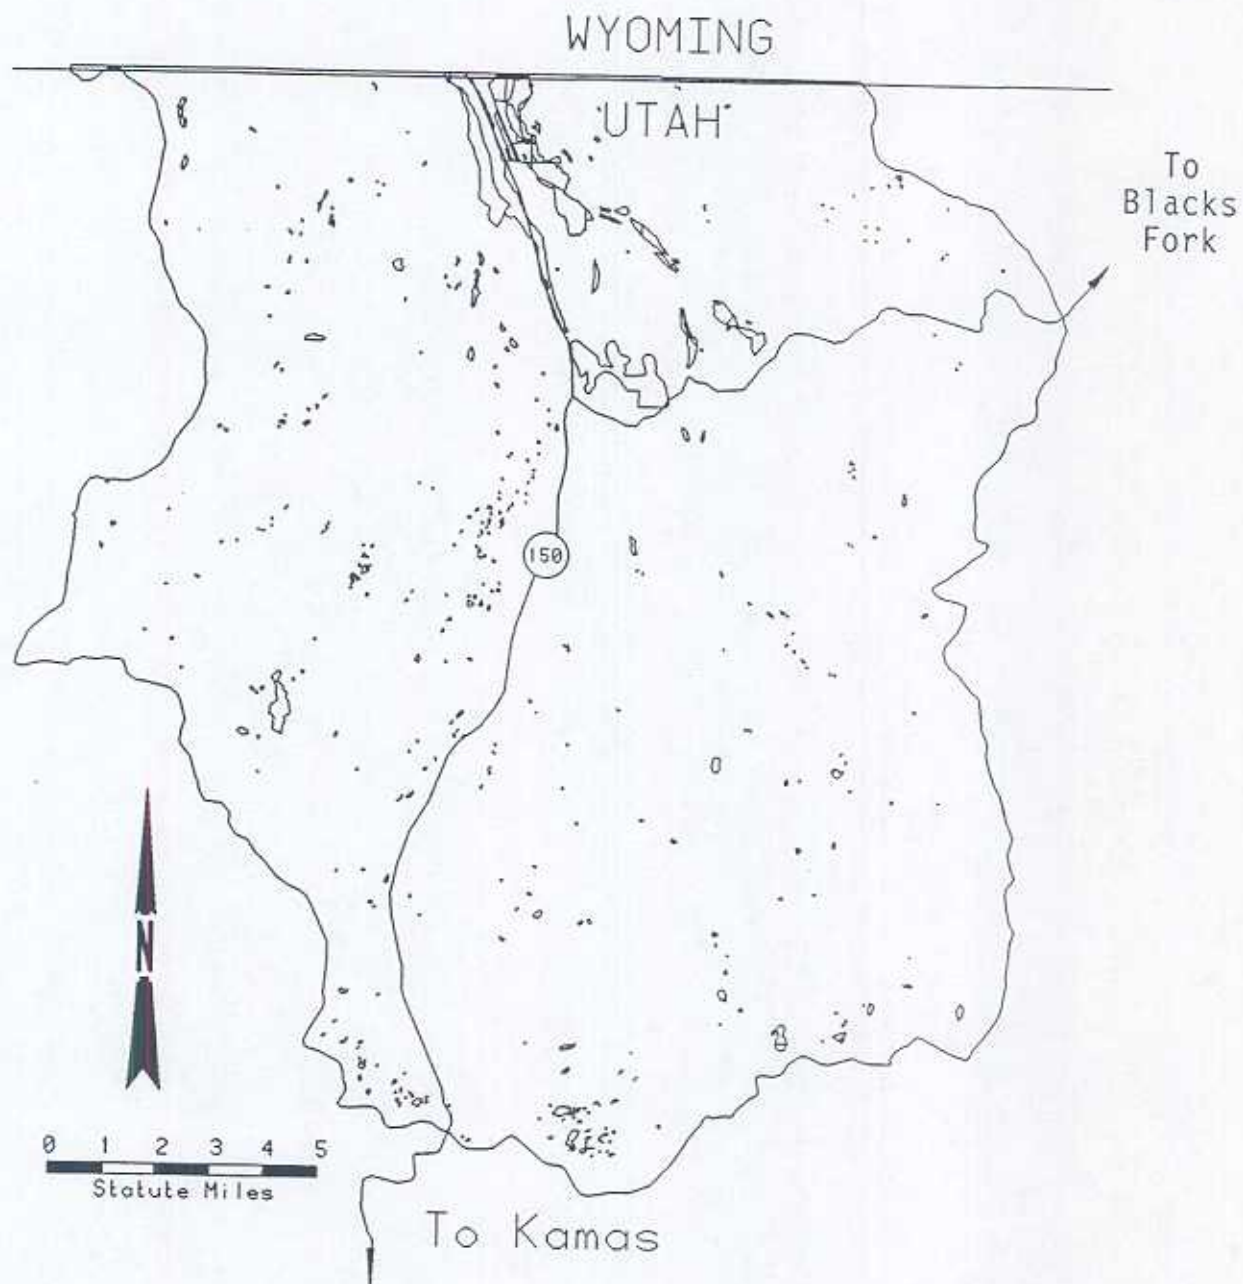 WYOMING
UTAH
To
Blacks
Fork
150
N
0 1 2 3 4 5
Statute Miles
To Kamas